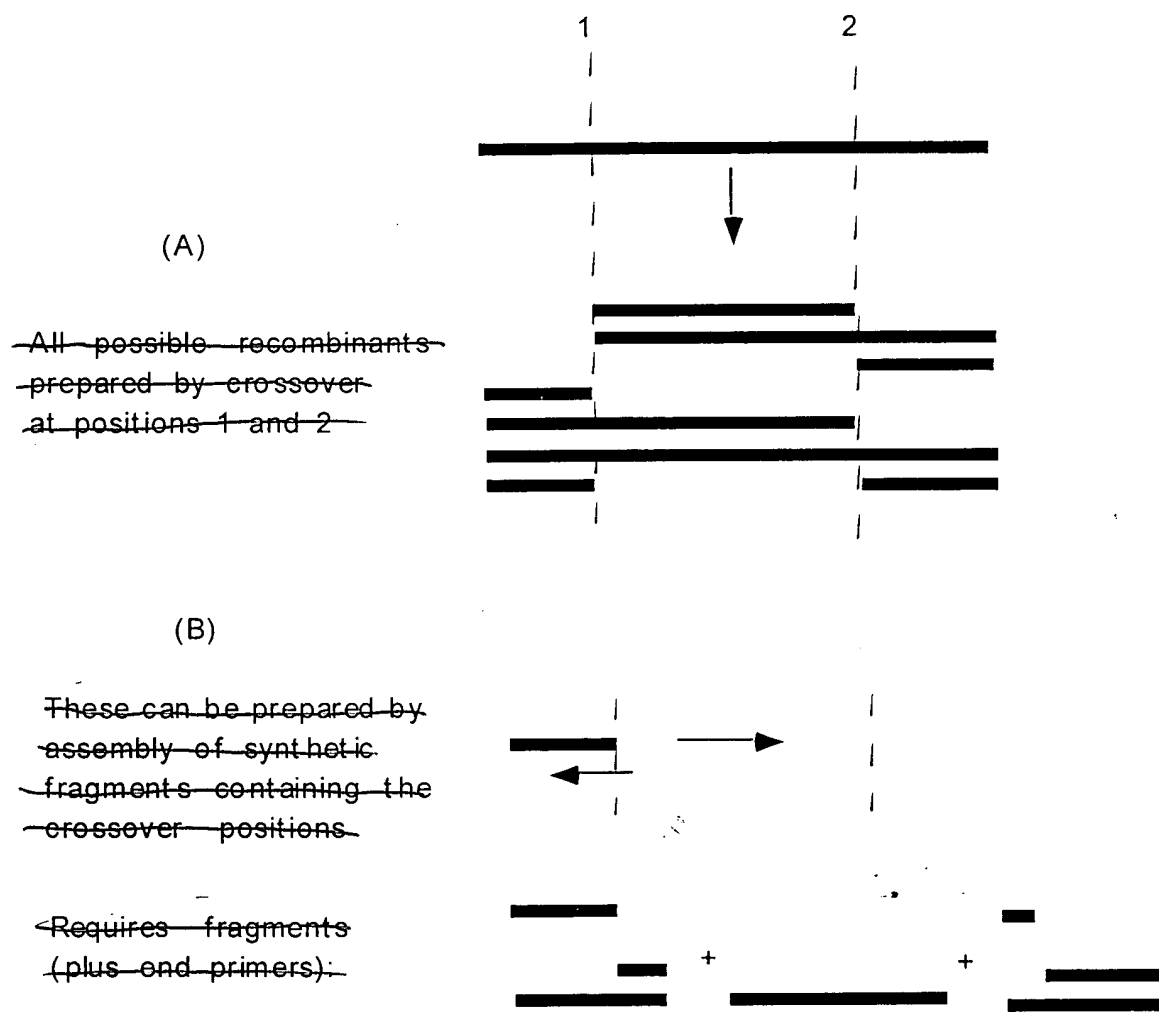 1 2
(A)
All possible recombinants
prepared by crossover
at positions 1 and 2
(B)
These can be prepared by
assembly of synthetic
fragments containing the
crossover positions
Requires fragments
(plus end primers):
+ +